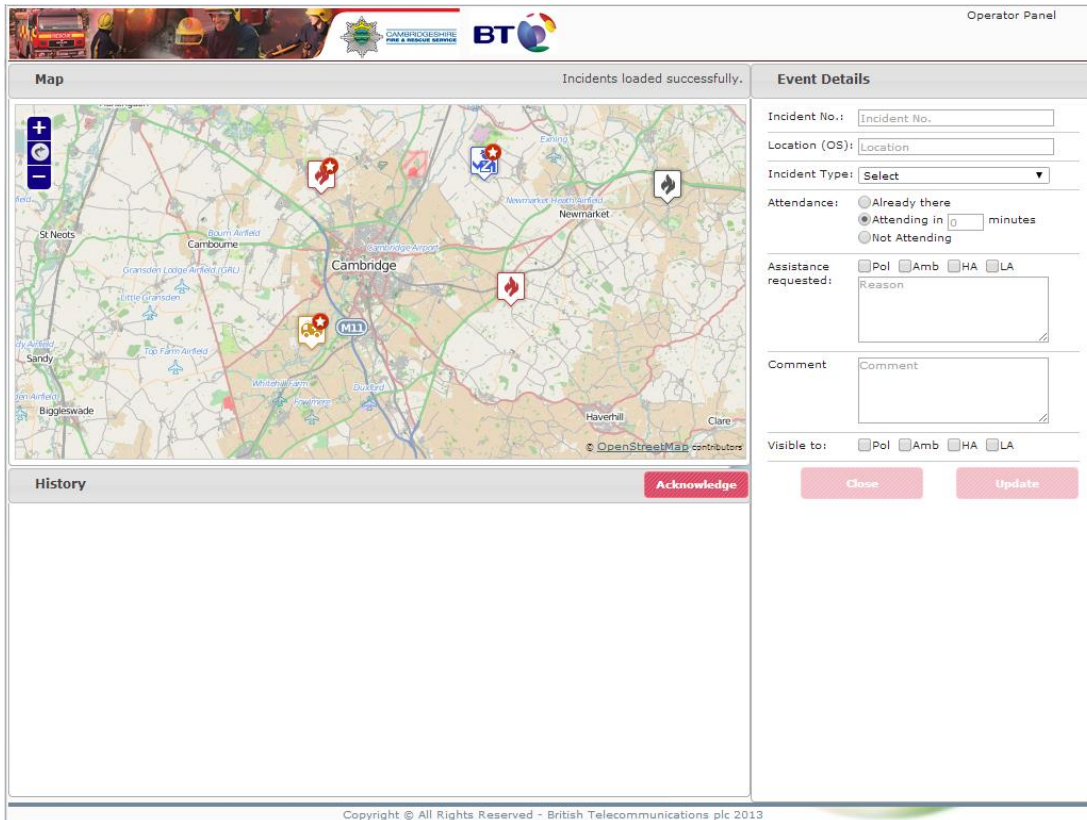 RESCUE
CAMBRIDGESHIRE
FIRE & RESCUE SERVICE
BT
Operator Panel
Map
Incidents loaded successfully.
+
−
Exning
Newmarket Heath Airfield
Newmarket
St Neots
Bourn Airfield
Cambourne
Cambridge Airport
Cambridge
Gransden Lodge Airfield (GRL)
Little Gransden
M11
Top Farm Airfield
Sandy
Whitehall Farm
Duxford
Fowlmere
Biggleswade
Haverhill
Clare
© OpenStreetMap contributors
Event Details
Incident No.: Incident No.
Location (OS): Location
Incident Type: Select
Attendance: Already there
Attending in 0 minutes
Not Attending
Assistance requested: Pol Amb HA LA
Reason
Comment Comment
Visible to: Pol Amb HA LA
Close Update
History
Acknowledge
Copyright © All Rights Reserved - British Telecommunications plc 2013